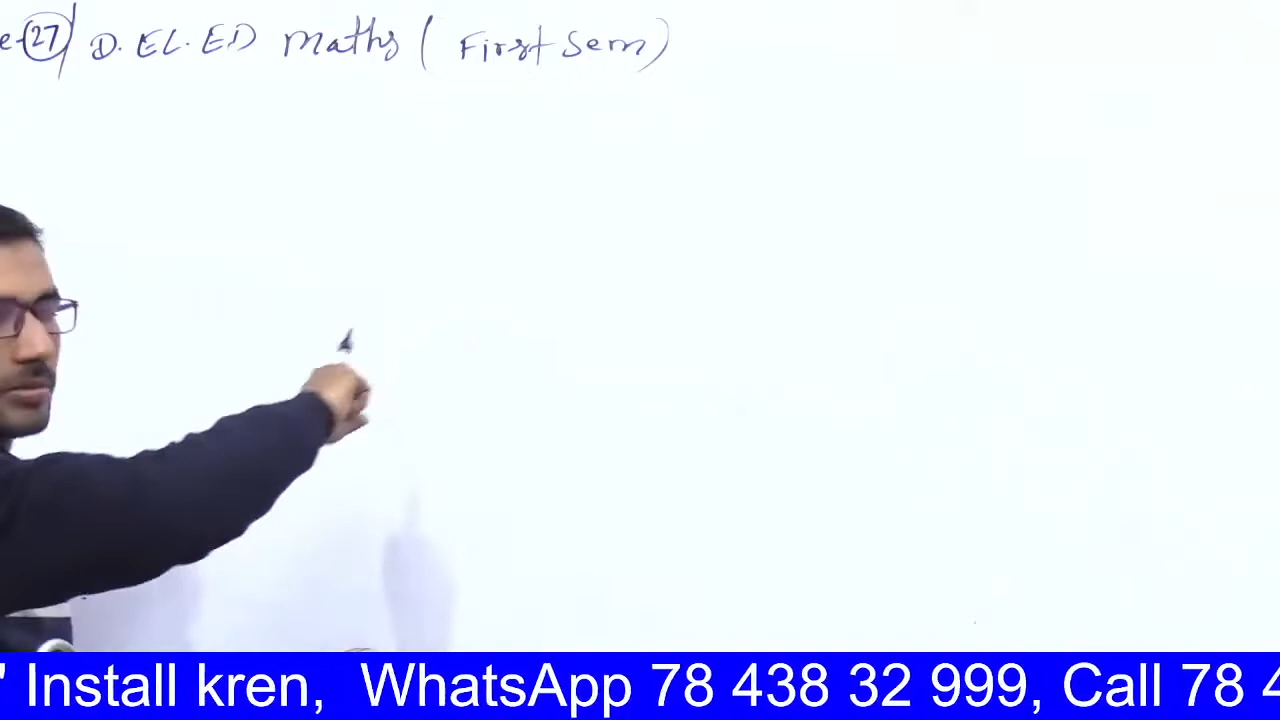 e-27) D.EL.ED Maths (First Sem)
" Install kren, WhatsApp 78 438 32 999, Call 78 4